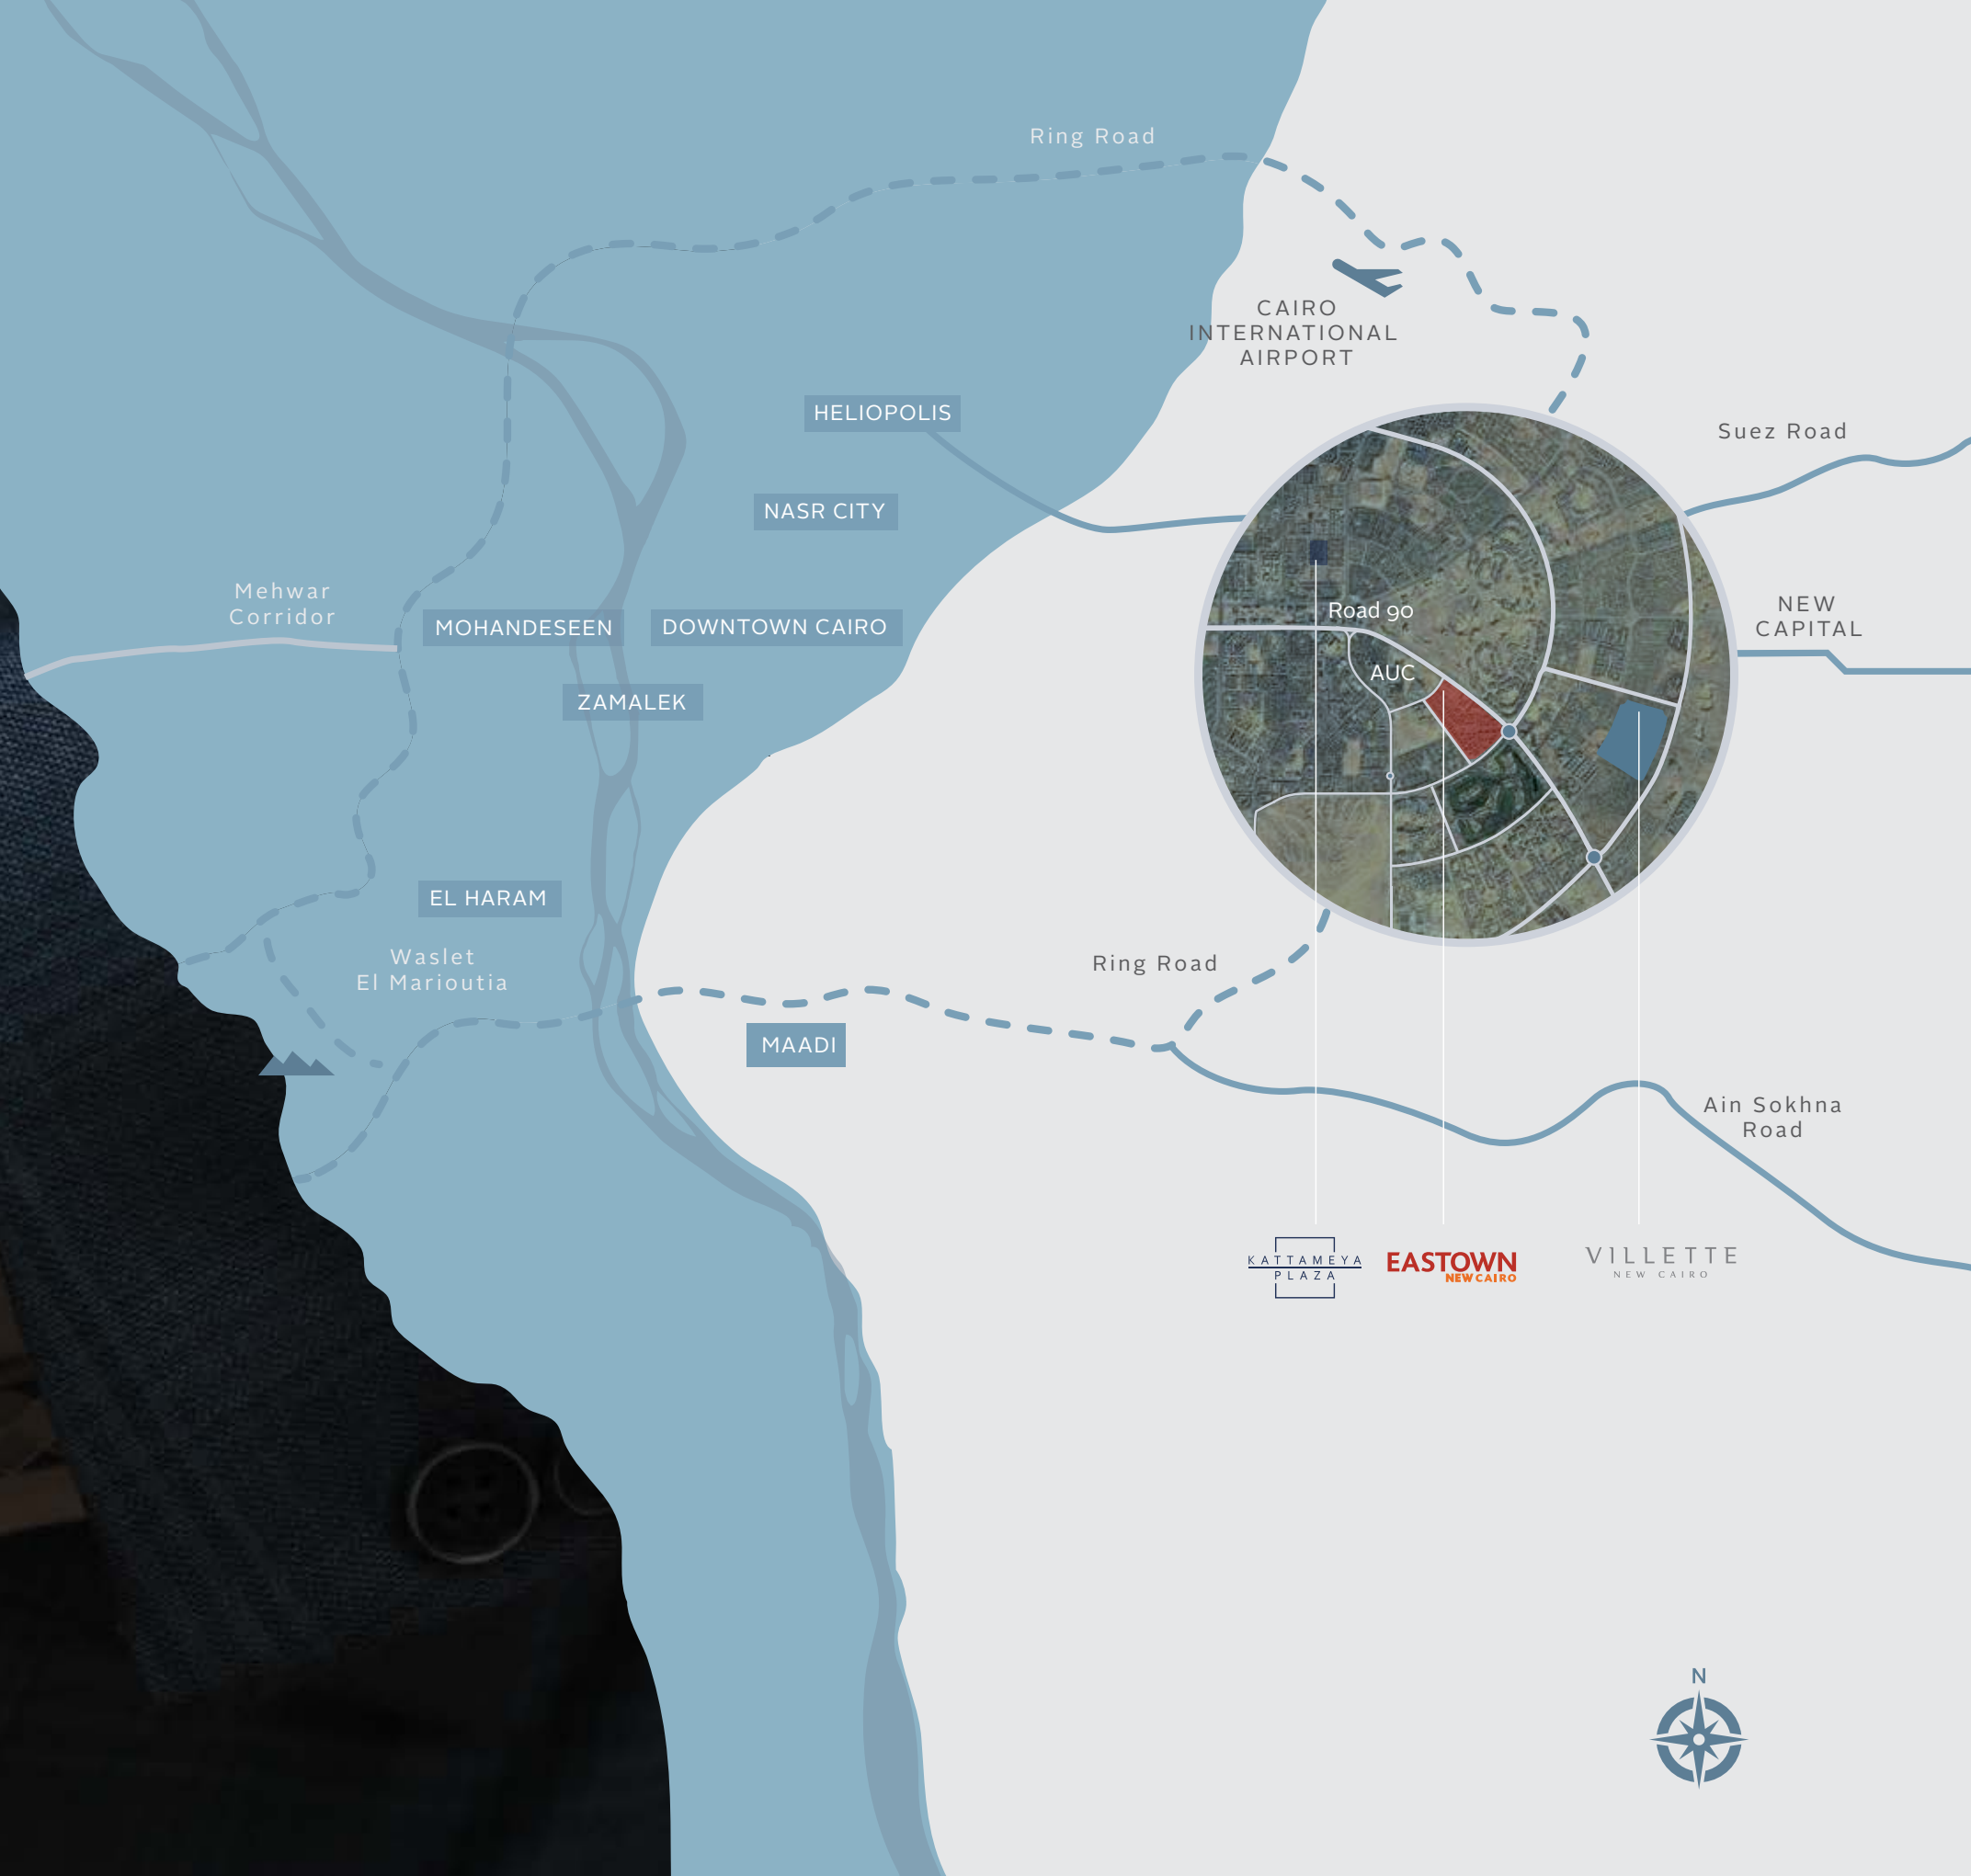 Ring Road
CAIRO
INTERNATIONAL
AIRPORT
HELIOPOLIS
Suez Road
NASR CITY
Mehwar
Corridor
MOHANDESEEN
DOWNTOWN CAIRO
Road 90
NEW
CAPITAL
AUC
ZAMALEK
EL HARAM
Waslet
El Marioutia
Ring Road
MAADI
Ain Sokhna
Road
KATTAMEYA
PLAZA
EASTOWN
NEW CAIRO
VILLETTE
NEW CAIRO
N